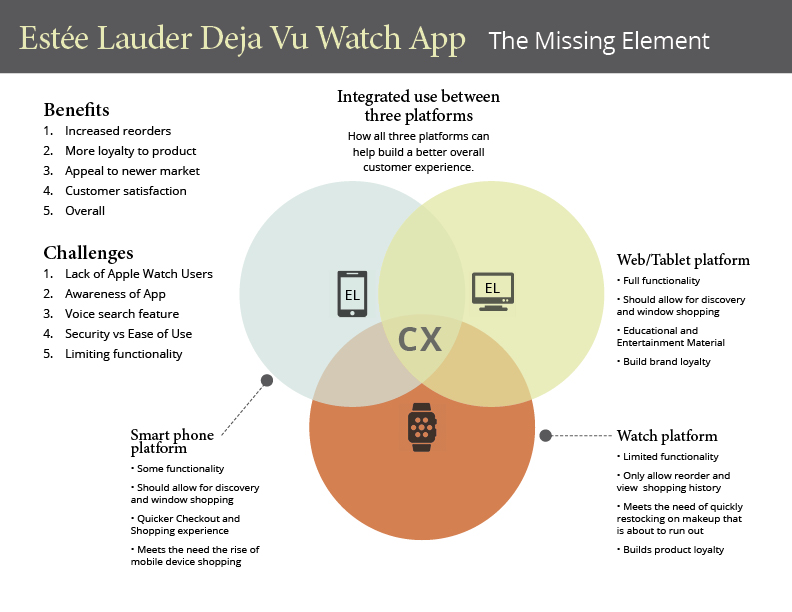 Estée Lauder Deja Vu Watch App The Missing Element
Benefits
1. Increased reorders
2. More loyalty to product
3. Appeal to newer market
4. Customer satisfaction
5. Overall
Challenges
1. Lack of Apple Watch Users
2. Awareness of App
3. Voice search feature
4. Security vs Ease of Use
5. Limiting functionality
Integrated use between
three platforms
How all three platforms can
help build a better overall
customer experience.
EL
EL
CX
Web/Tablet platform
• Full functionality
• Should allow for discovery
and window shopping
• Educational and
Entertainment Material
• Build brand loyalty
Smart phone
platform
• Some functionality
• Should allow for discovery
and window shopping
• Quicker Checkout and
Shopping experience
• Meets the need the rise of
mobile device shopping
Watch platform
• Limited functionality
• Only allow reorder and
view shopping history
• Meets the need of quickly
restocking on makeup that
is about to run out
• Builds product loyalty